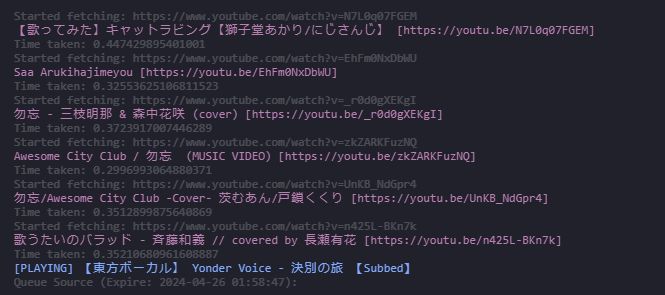 Started fetching: https://www.youtube.com/watch?v=N7L0q07FGEM
【歌ってみた】キャットラビング【獅子堂あかり/にじさんじ】 [https://youtu.be/N7L0q07FGEM]
Time taken: 0.447429895401001
Started fetching: https://www.youtube.com/watch?v=EhFm0NxDbWU
Saa Arukihajimeyou [https://youtu.be/EhFm0NxDbWU]
Time taken: 0.32553625106811523
Started fetching: https://www.youtube.com/watch?v=_r0d0gXEKgI
勿忘 - 三枝明那 & 森中花咲 (cover) [https://youtu.be/_r0d0gXEKgI]
Time taken: 0.3723917007446289
Started fetching: https://www.youtube.com/watch?v=zkZARKFuzNQ
Awesome City Club / 勿忘 (MUSIC VIDEO) [https://youtu.be/zkZARKFuzNQ]
Time taken: 0.2996993064880371
Started fetching: https://www.youtube.com/watch?v=UnKB_NdGpr4
勿忘/Awesome City Club -Cover- 茨むあん/戸鎖くくり [https://youtu.be/UnKB_NdGpr4]
Time taken: 0.3512899875640869
Started fetching: https://www.youtube.com/watch?v=n425L-BKn7k
歌うたいのバラッド - 斉藤和義 // covered by 長瀬有花 [https://youtu.be/n425L-BKn7k]
Time taken: 0.35210680961608887
[PLAYING] 【東方ボーカル】 Yonder Voice - 決別の旅 【Subbed】
Queue Source (Expire: 2024-04-26 01:58:47):